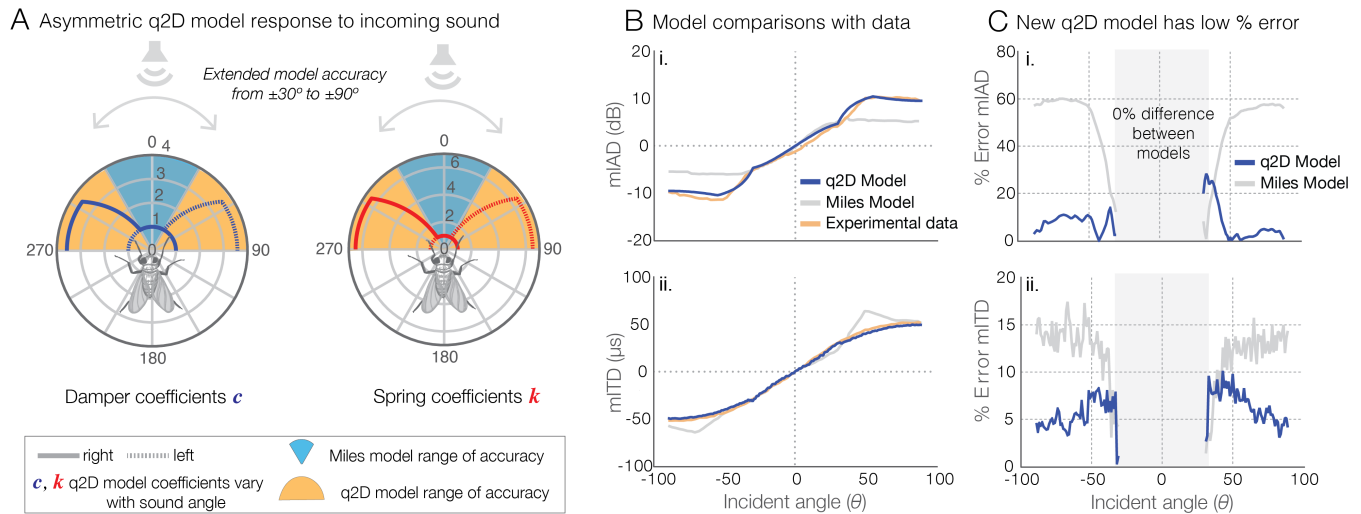 A Asymmetric q2D model response to incoming sound
Extended model accuracy
from ±30º to ±90º
0
4
3
2
1
0
270
90
180
0
6
4
2
0
270
90
180
Damper coefficients c
Spring coefficients k
right
left
Miles model range of accuracy
c, k q2D model coefficients vary
with sound angle
q2D model range of accuracy
B Model comparisons with data
i.
20
10
0
-10
-20
mIAD (dB)
q2D Model
Miles Model
Experimental data
ii.
100
50
0
-50
-100
mITD (µs)
-100
-50
0
50
100
Incident angle (θ)
C New q2D model has low % error
i.
80
60
40
20
0
% Error mIAD
0% difference
between
models
q2D Model
Miles Model
ii.
20
15
10
5
0
% Error mITD
-100
-50
0
50
100
Incident angle (θ)